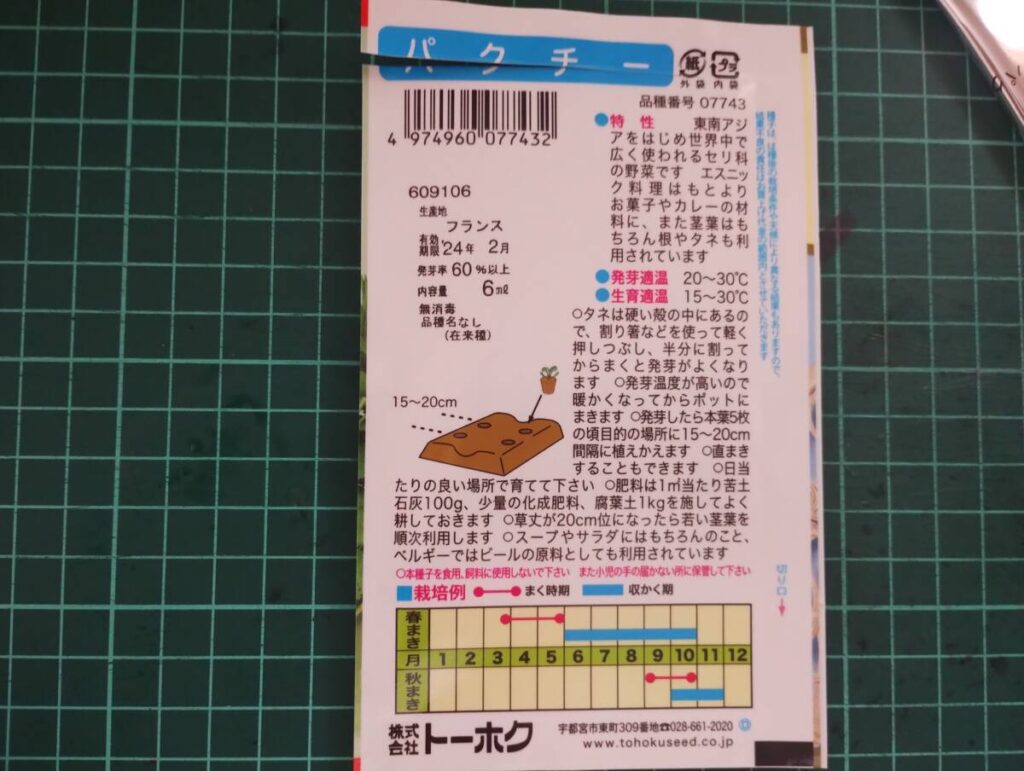 パクチー
紙
外袋
プラ
内袋
4 974960 077432
品種番号 07743
●特性 東南アジ
アをはじめ世界中で
広く使われるセリ科
の野菜です エスニッ
ク料理はもとより
お菓子やカレーの材
料に、また茎葉はも
ちろん根やタネも利
用されています
609106
生産地
フランス
有効期限 '24年 2月
発芽率 60%以上
内容量 6㎖
無消毒
品種名なし
(在来種)
●発芽適温 20〜30℃
●生育適温 15〜30℃
○タネは硬い殻の中にあるの
で、割り箸などを使って軽く
押しつぶし、半分に割って
からまくと発芽がよくなり
ます ○発芽温度が高いので
暖かくなってからポットに
まきます ○発芽したら本葉5枚
の頃目的の場所に15〜20cm
間隔に植えかえます ○直まき
することもできます ○日当
たりの良い場所で育てて下さい ○肥料は1㎡当たり苦土
石灰100g、少量の化成肥料、腐葉土1kgを施してよく
耕しておきます ○草丈が20cm位になったら若い茎葉を
順次利用します ○スープやサラダにはもちろんのこと、
ベルギーではビールの原料としても利用されています
15〜20cm
○本種子を食用、飼料に使用しないで下さい また小児の手の届かない所に保管して下さい
切り口
■栽培例 まく時期 収かく期
春まき
月 1 2 3 4 5 6 7 8 9 10 11 12
秋まき
株式会社 トーホク
宇都宮市東町309番地☎028-661-2020
www.tohokuseed.co.jp